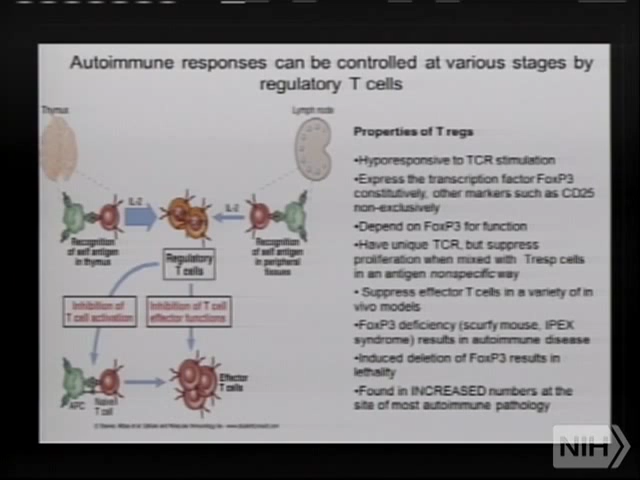 Autoimmune responses can be controlled at various stages by
regulatory T cells
Thymus
Lymph node
IL-2
IL-2
Recognition
of self antigen
in thymus
Regulatory
T cells
Recognition
of self antigen
in peripheral
tissues
Inhibition of
T cell activation
Inhibition of T cell
effector functions
APC
Naive
T cell
Effector
T cells
Properties of T regs
•Hyporesponsive to TCR stimulation
•Express the transcription factor FoxP3
constitutively, other markers such as CD25
non-exclusively
•Depend on FoxP3 for function
•Have unique TCR, but suppress
proliferation when mixed with Tresp cells
in an antigen nonspecific way
• Suppress effector T cells in a variety of in
vivo models
•FoxP3 deficiency (scurfy mouse, IPEX
syndrome) results in autoimmune disease
•Induced deletion of FoxP3 results in
lethality
•Found in INCREASED numbers at the
site of most autoimmune pathology
NIH